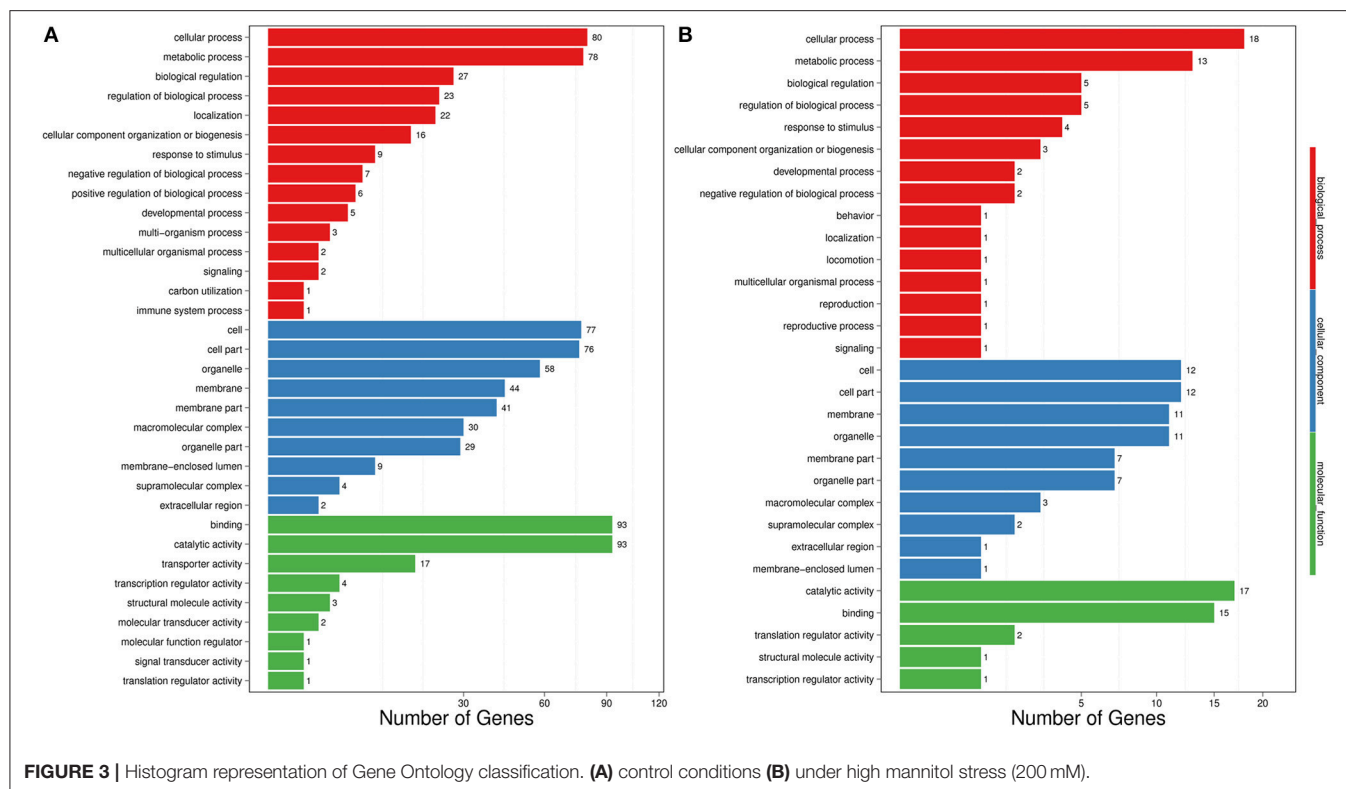 A
cellular process 80
metabolic process 78
biological regulation 27
regulation of biological process 23
localization 22
cellular component organization or biogenesis 16
response to stimulus 9
negative regulation of biological process 7
positive regulation of biological process 6
developmental process 5
multi-organism process 3
multicellular organismal process 2
signaling 2
carbon utilization 1
immune system process 1
cell 77
cell part 76
organelle 58
membrane 44
membrane part 41
macromolecular complex 30
organelle part 29
membrane-enclosed lumen 9
supramolecular complex 4
extracellular region 2
binding 93
catalytic activity 93
transporter activity 17
transcription regulator activity 4
structural molecule activity 3
molecular transducer activity 2
molecular function regulator 1
signal transducer activity 1
translation regulator activity 1
30 60 90 120
Number of Genes
B
cellular process 18
metabolic process 13
biological regulation 5
regulation of biological process 5
response to stimulus 4
cellular component organization or biogenesis 3
developmental process 2
negative regulation of biological process 2
behavior 1
localization 1
locomotion 1
multicellular organismal process 1
reproduction 1
reproductive process 1
signaling 1
cell 12
cell part 12
membrane 11
organelle 11
membrane part 7
organelle part 7
macromolecular complex 3
supramolecular complex 2
extracellular region 1
membrane-enclosed lumen 1
catalytic activity 17
binding 15
translation regulator activity 2
structural molecule activity 1
transcription regulator activity 1
5 10 15 20
Number of Genes
biological_process
cellular_component
molecular_function
FIGURE 3 | Histogram representation of Gene Ontology classification. (A) control conditions (B) under high mannitol stress (200 mM).